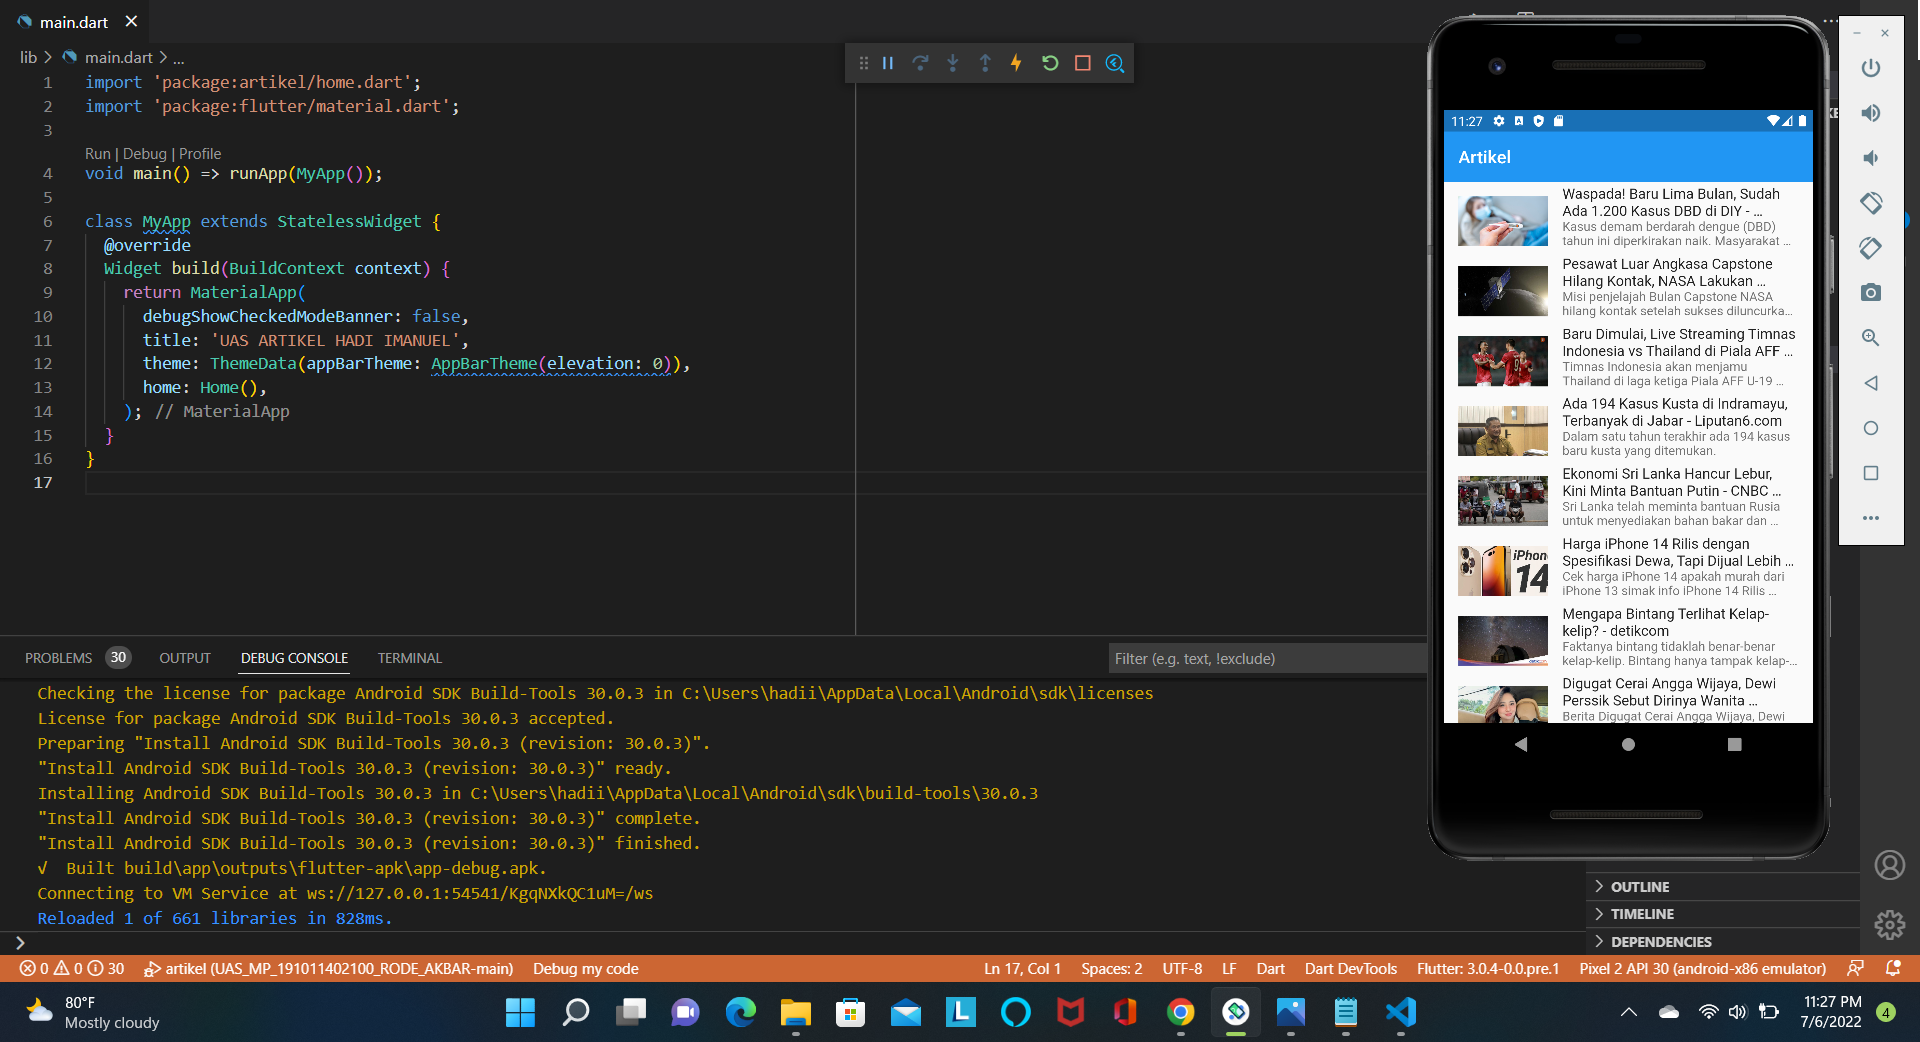 main.dart
lib > main.dart > ...
1 import 'package:artikel/home.dart';
2 import 'package:flutter/material.dart';
3
Run | Debug | Profile
4 void main() => runApp(MyApp());
5
6 class MyApp extends StatelessWidget {
7 @override
8 Widget build(BuildContext context) {
9 return MaterialApp(
10 debugShowCheckedModeBanner: false,
11 title: 'UAS ARTIKEL HADI IMANUEL',
12 theme: ThemeData(appBarTheme: AppBarTheme(elevation: 0)),
13 home: Home(),
14 ); // MaterialApp
15 }
16 }
17
PROBLEMS 30 OUTPUT DEBUG CONSOLE TERMINAL
Filter (e.g. text, !exclude)
Checking the license for package Android SDK Build-Tools 30.0.3 in C:\Users\hadii\AppData\Local\Android\sdk\licenses
License for package Android SDK Build-Tools 30.0.3 accepted.
Preparing "Install Android SDK Build-Tools 30.0.3 (revision: 30.0.3)".
"Install Android SDK Build-Tools 30.0.3 (revision: 30.0.3)" ready.
Installing Android SDK Build-Tools 30.0.3 in C:\Users\hadii\AppData\Local\Android\sdk\build-tools\30.0.3
"Install Android SDK Build-Tools 30.0.3 (revision: 30.0.3)" complete.
"Install Android SDK Build-Tools 30.0.3 (revision: 30.0.3)" finished.
√ Built build\app\outputs\flutter-apk\app-debug.apk.
Connecting to VM Service at ws://127.0.0.1:54541/KgqNXkQC1uM=/ws
Reloaded 1 of 661 libraries in 828ms.
11:27
Artikel
Waspada! Baru Lima Bulan, Sudah
Ada 1.200 Kasus DBD di DIY - ...
Kasus demam berdarah dengue (DBD)
tahun ini diperkirakan naik. Masyarakat ...
Pesawat Luar Angkasa Capstone
Hilang Kontak, NASA Lakukan ...
Misi penjelajah Bulan Capstone NASA
hilang kontak setelah sukses diluncurka...
Baru Dimulai, Live Streaming Timnas
Indonesia vs Thailand di Piala AFF ...
Timnas Indonesia akan menjamu
Thailand di laga ketiga Piala AFF U-19 ...
Ada 194 Kasus Kusta di Indramayu,
Terbanyak di Jabar - Liputan6.com
Dalam satu tahun terakhir ada 194 kasus
baru kusta yang ditemukan.
Ekonomi Sri Lanka Hancur Lebur,
Kini Minta Bantuan Putin - CNBC ...
Sri Lanka telah meminta bantuan Rusia
untuk menyediakan bahan bakar dan ...
iPhon
14
Harga iPhone 14 Rilis dengan
Spesifikasi Dewa, Tapi Dijual Lebih ...
Cek harga iPhone 14 apakah murah dari
iPhone 13 simak info iPhone 14 Rilis ...
Mengapa Bintang Terlihat Kelap-
kelip? - detikcom
Faktanya bintang tidaklah benar-benar
kelap-kelip. Bintang hanya tampak kelap-...
Digugat Cerai Angga Wijaya, Dewi
Perssik Sebut Dirinya Wanita ...
Berita Digugat Cerai Angga Wijaya, Dewi
OUTLINE
TIMELINE
DEPENDENCIES
0 0 30 artikel (UAS_MP_191011402100_RODE_AKBAR-main) Debug my code Ln 17, Col 1 Spaces: 2 UTF-8 LF Dart Dart DevTools Flutter: 3.0.4-0.0.pre.1 Pixel 2 API 30 (android-x86 emulator)
80°F
Mostly cloudy
L
11:27 PM
7/6/2022
4